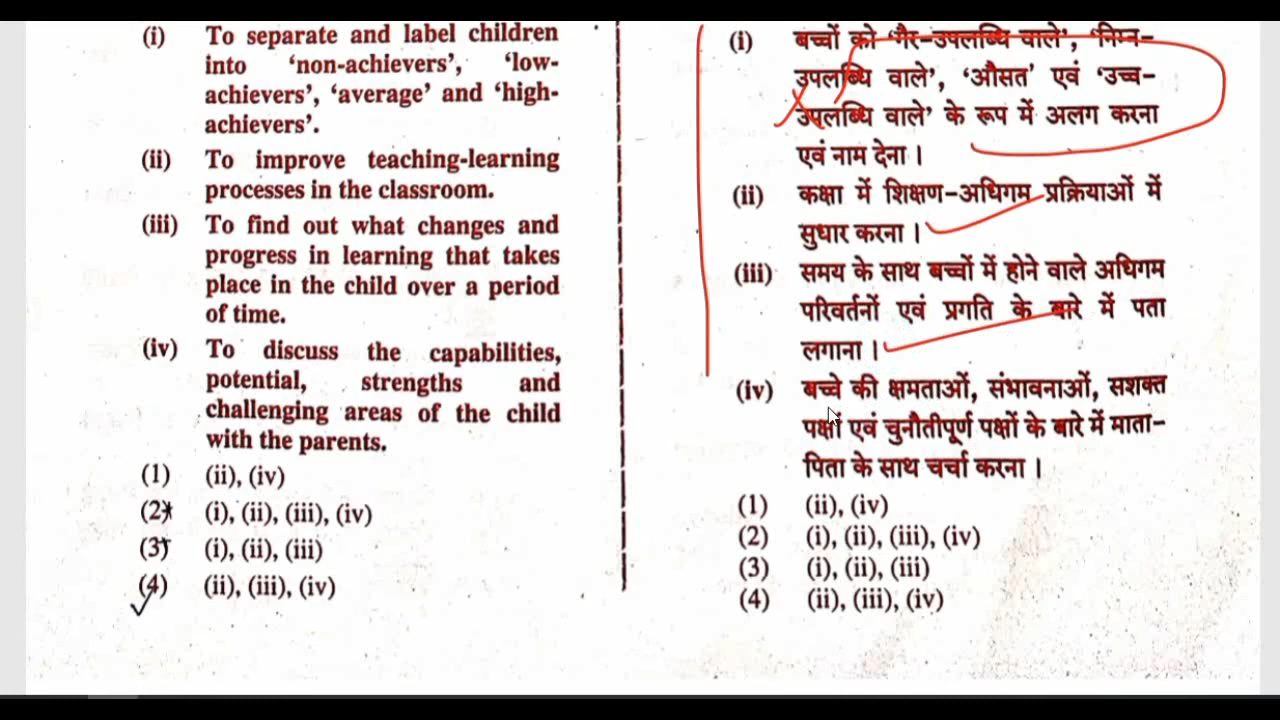 (i) To separate and label children
into 'non-achievers', 'low-
achievers', 'average' and 'high-
achievers'.
(ii) To improve teaching-learning
processes in the classroom.
(iii) To find out what changes and
progress in learning that takes
place in the child over a period
of time.
(iv) To discuss the capabilities,
potential, strengths and
challenging areas of the child
with the parents.
(1) (ii), (iv)
(2) (i), (ii), (iii), (iv)
(3) (i), (ii), (iii)
(4) (ii), (iii), (iv)
(i) बच्चों को 'गैर-उपलब्धि वाले', 'निम्न-
उपलब्धि वाले', 'औसत' एवं 'उच्च-
उपलब्धि वाले' के रूप में अलग करना
एवं नाम देना ।
(ii) कक्षा में शिक्षण-अधिगम प्रक्रियाओं में
सुधार करना ।
(iii) समय के साथ बच्चों में होने वाले अधिगम
परिवर्तनों एवं प्रगति के बारे में पता
लगाना ।
(iv) बच्चे की क्षमताओं, संभावनाओं, सशक्त
पक्षों एवं चुनौतीपूर्ण पक्षों के बारे में माता-
पिता के साथ चर्चा करना ।
(1) (ii), (iv)
(2) (i), (ii), (iii), (iv)
(3) (i), (ii), (iii)
(4) (ii), (iii), (iv)